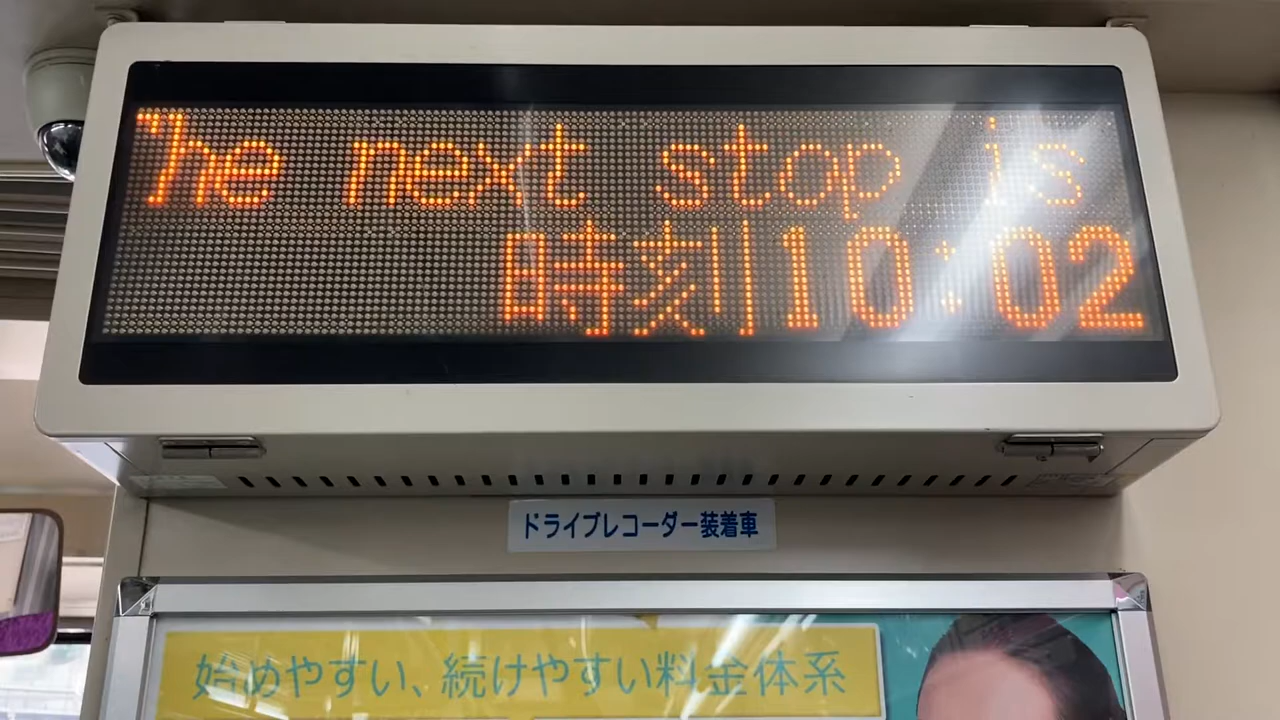 he next stop is
時刻10:02
ドライブレコーダー装着車
始めやすい、続けやすい料金体系